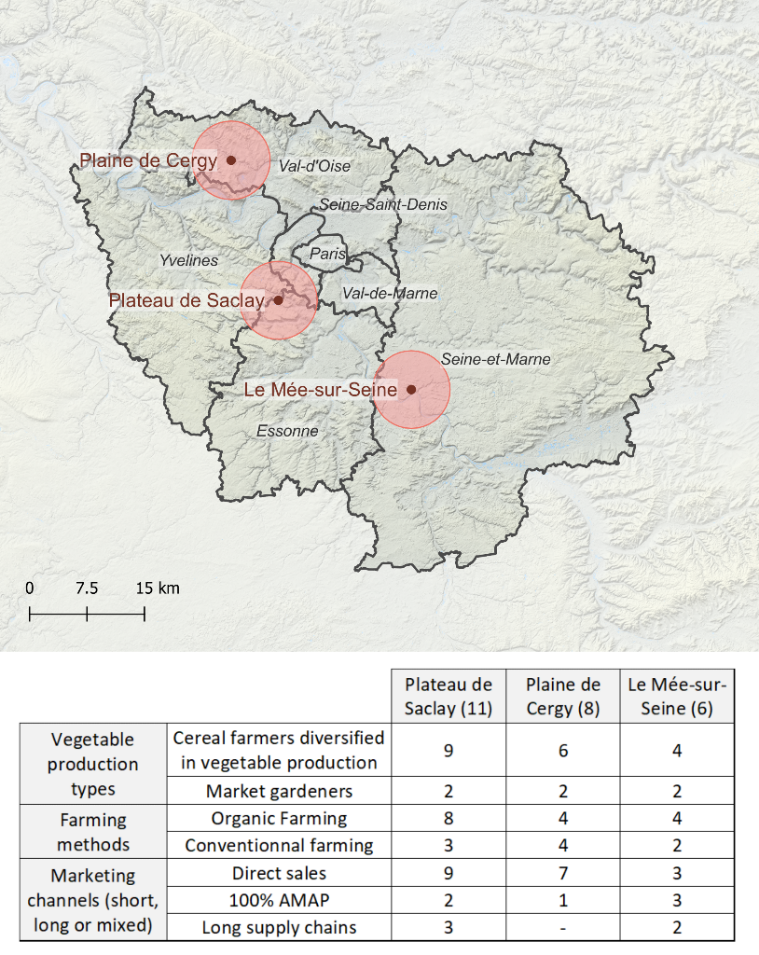 Plaine de Cergy
Val-d'Oise
Seine-Saint-Denis
Paris
Yvelines
Val-de-Marne
Plateau de Saclay
Seine-et-Marne
Le Mée-sur-Seine
Essonne
0 7.5 15 km
Plateau de Saclay (11) Plaine de Cergy (8) Le Mée-sur-Seine (6)
Vegetable production types
Cereal farmers diversified in vegetable production 9 6 4
Market gardeners 2 2 2
Farming methods
Organic Farming 8 4 4
Conventionnal farming 3 4 2
Marketing channels (short, long or mixed)
Direct sales 9 7 3
100% AMAP 2 1 3
Long supply chains 3 - 2